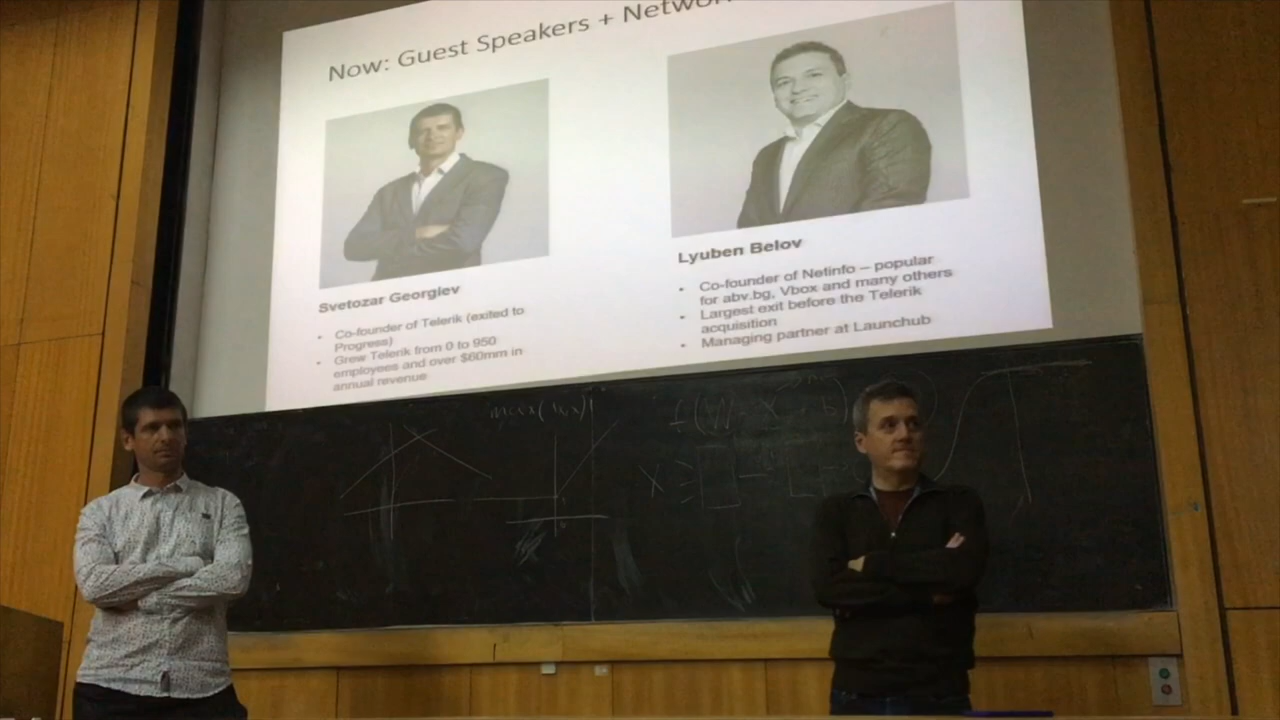 Now: Guest Speakers + Networ
Svetozar Georgiev
• Co-founder of Telerik (exited to
Progress)
• Grew Telerik from 0 to 950
employees and over $60mm in
annual revenue
Lyuben Belov
• Co-founder of Netinfo – popular
for abv.bg, Vbox and many others
• Largest exit before the Telerik
acquisition
• Managing partner at Launchub
X